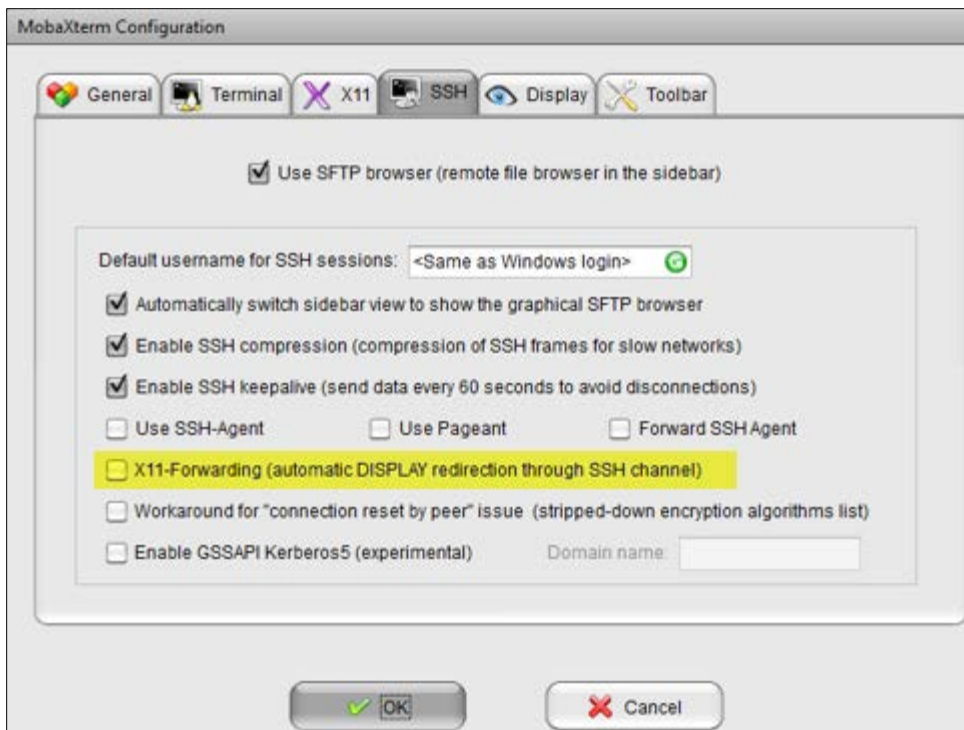 MobaXterm Configuration
General Terminal X11 SSH Display Toolbar
Use SFTP browser (remote file browser in the sidebar)
Default username for SSH sessions: <Same as Windows login>
Automatically switch sidebar view to show the graphical SFTP browser
Enable SSH compression (compression of SSH frames for slow networks)
Enable SSH keepalive (send data every 60 seconds to avoid disconnections)
Use SSH-Agent Use Pageant Forward SSH Agent
X11-Forwarding (automatic DISPLAY redirection through SSH channel)
Workaround for "connection reset by peer" issue (stripped-down encryption algorithms list)
Enable GSSAPI Kerberos5 (experimental) Domain name:
OK Cancel